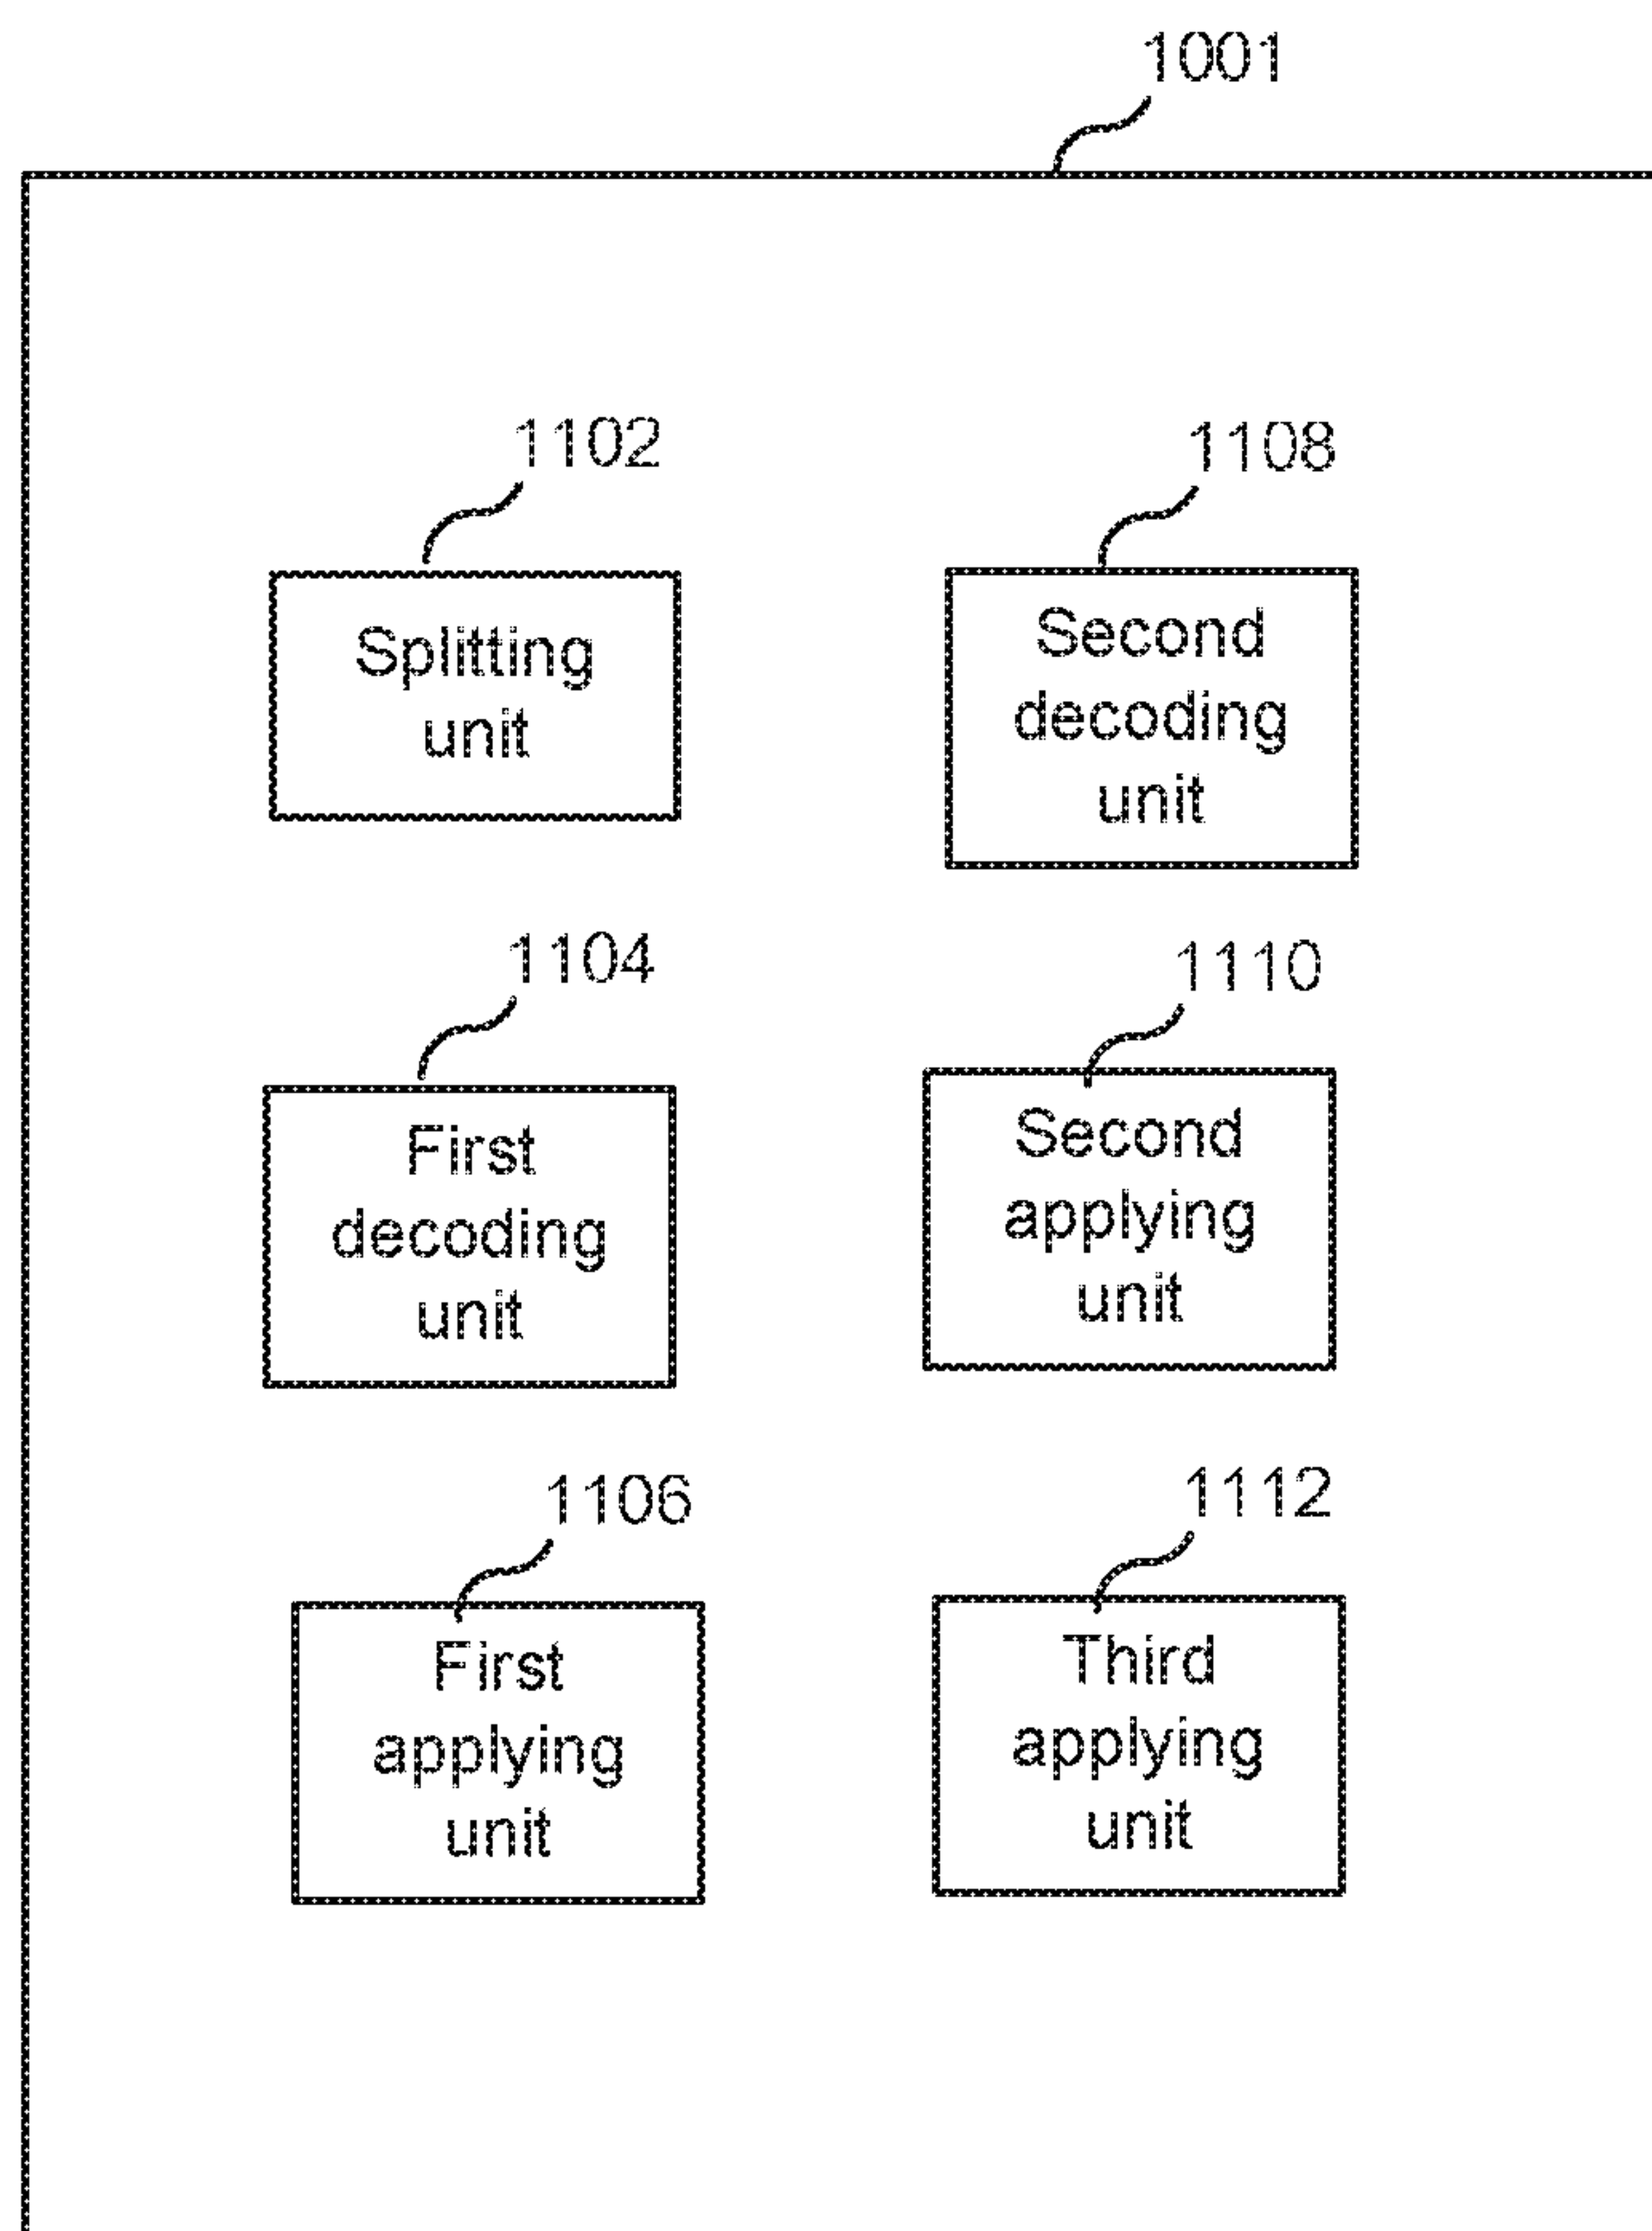 1001
1102
Splitting
unit
1108
Second
decoding
unit
1104
First
decoding
unit
1110
Second
applying
unit
1106
First
applying
unit
1112
Third
applying
unit